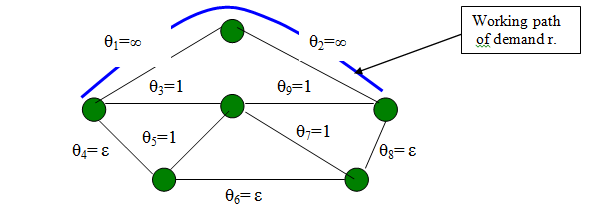 Working path
of demand r.
θ1=∞
θ2=∞
θ3=1
θ9=1
θ5=1
θ7=1
θ4= ε
θ8= ε
θ6= ε